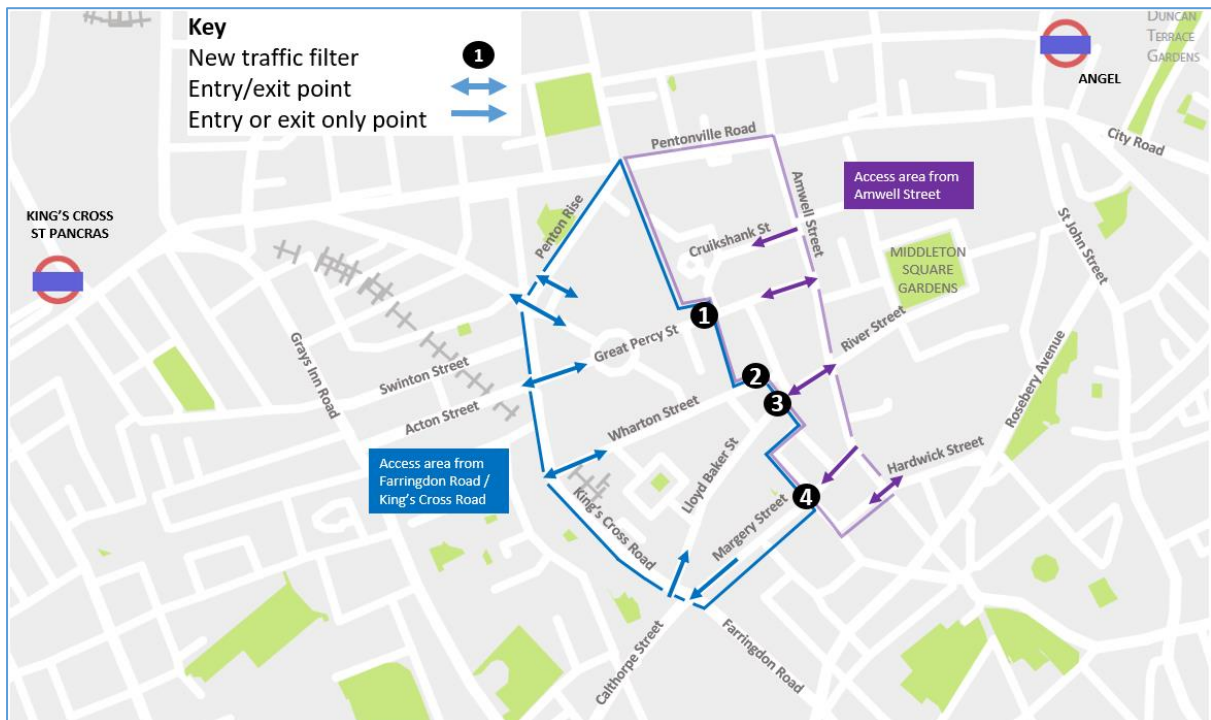 Key
New traffic filter
1
Entry/exit point
Entry or exit only point
DUNCAN
TERRACE
GARDENS
ANGEL
City Road
Pentonville Road
Access area from
Amwell Street
Amwell Street
Penton Rise
KING'S CROSS
ST PANCRAS
Cruikshank St
St John Street
MIDDLETON
SQUARE
GARDENS
1
River Street
Great Percy St
Swinton Street
Grays Inn Road
2
3
Rosebery Avenue
Acton Street
Wharton Street
Lloyd Baker St
Hardwick Street
Access area from
Farringdon Road /
King's Cross Road
King's Cross Road
4
Margery Street
Calthorpe Street
Farringdon Road